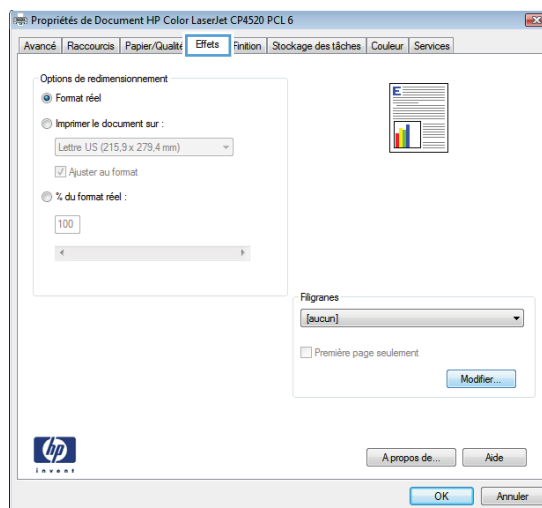 Propriétés de Document HP Color LaserJet CP4520 PCL 6
Avancé Raccourcis Papier/Qualité Effets Finition Stockage des tâches Couleur Services
Options de redimensionnement
Format réel
Imprimer le document sur :
Lettre US (215,9 x 279,4 mm)
Ajuster au format
% du format réel :
100
E
Filigranes
[aucun]
Première page seulement
Modifier...
hp
invent
A propos de... Aide
OK Annuler